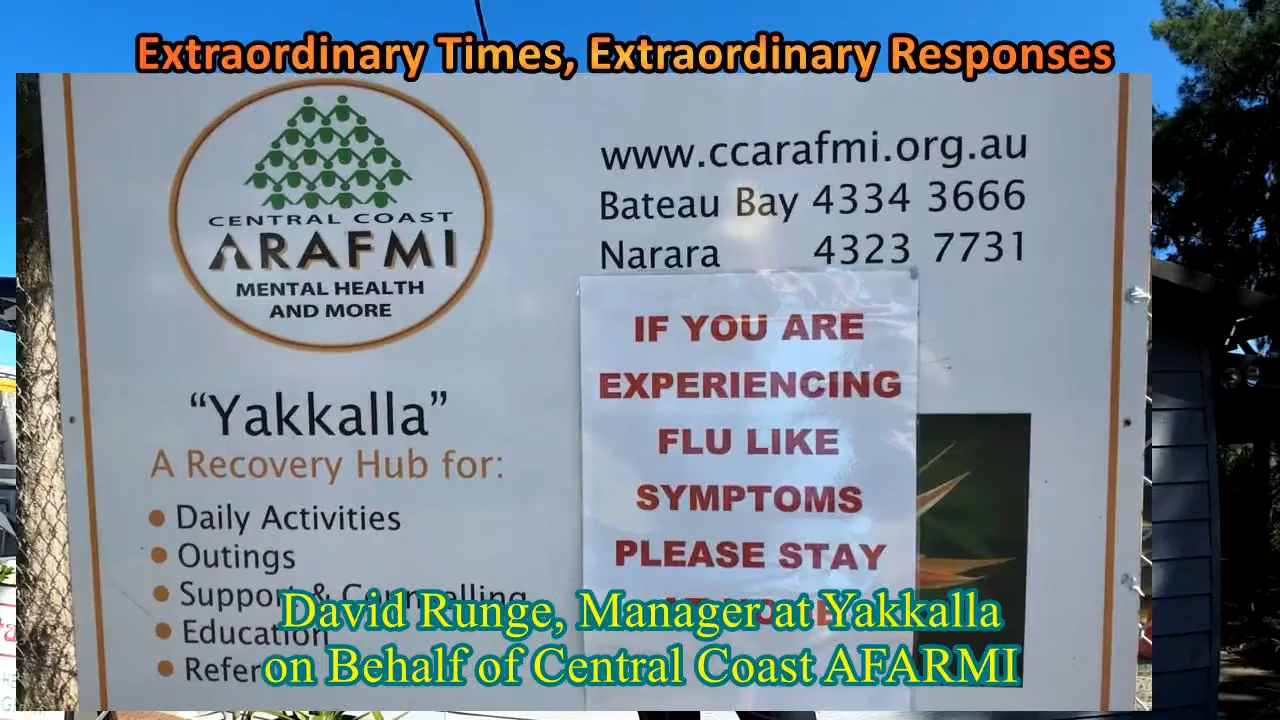 Extraordinary Times, Extraordinary Responses
CENTRAL COAST
ARAFMI
MENTAL HEALTH
AND MORE
www.ccarafmi.org.au
Bateau Bay 4334 3666
Narara 4323 7731
"Yakkalla"
A Recovery Hub for:
Daily Activities
Outings
Support & Counselling
Education
IF YOU ARE
EXPERIENCING
FLU LIKE
SYMPTOMS
PLEASE STAY
David Runge, Manager at Yakkalla
on Behalf of Central Coast AFARMI